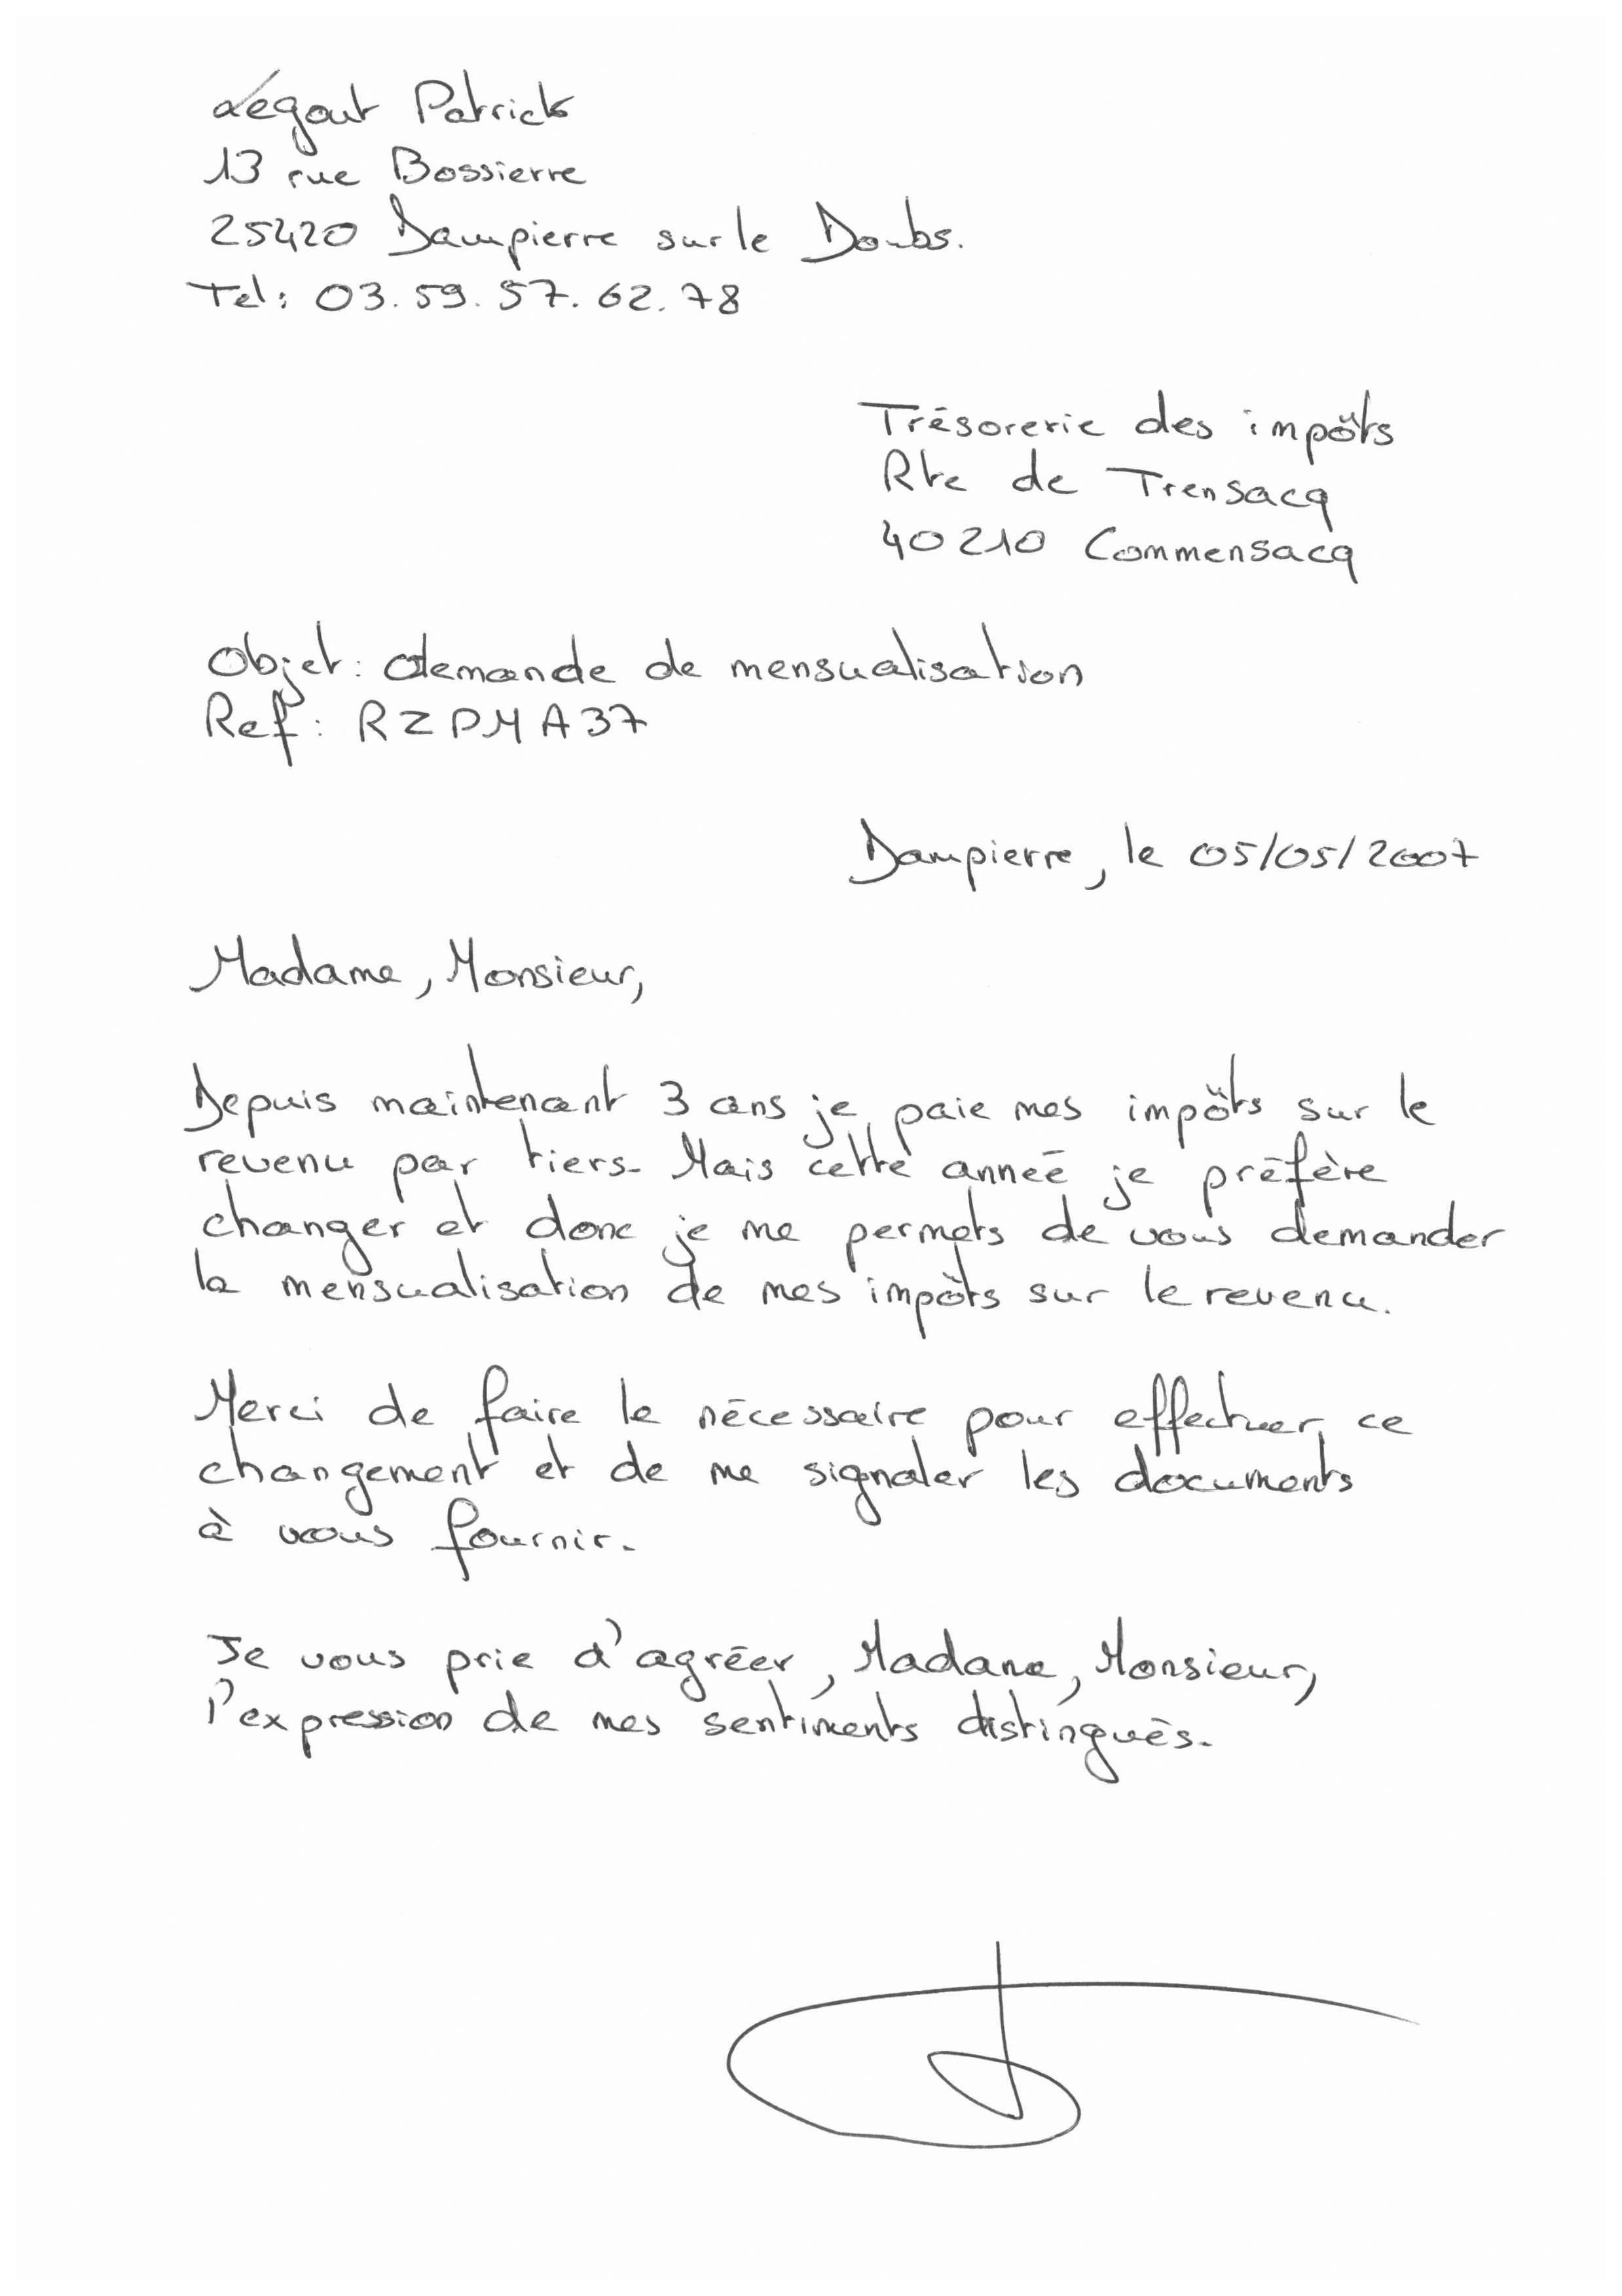 Legout Patrick
13 rue Bossierre
25420 Dampierre sur le Doubs.
Tel: 03.59.57.62.78
Trésorerie des impôts
Rte de Trensacq
40210 Commensacq
Objet: demande de mensualisation
Ref: RZPMA37
Dampierre, le 05/05/2007
Madame, Monsieur,
Depuis maintenant 3 ans je paie mes impôts sur le
revenu par tiers. Mais cette année je préfère
changer et donc je me permets de vous demander
la mensualisation de mes impôts sur le revenu.
Merci de faire le nécessaire pour effectuer ce
changement et de me signaler les documents
à vous fournir.
Je vous prie d'agréer, Madame, Monsieur,
l'expression de mes sentiments distingués.